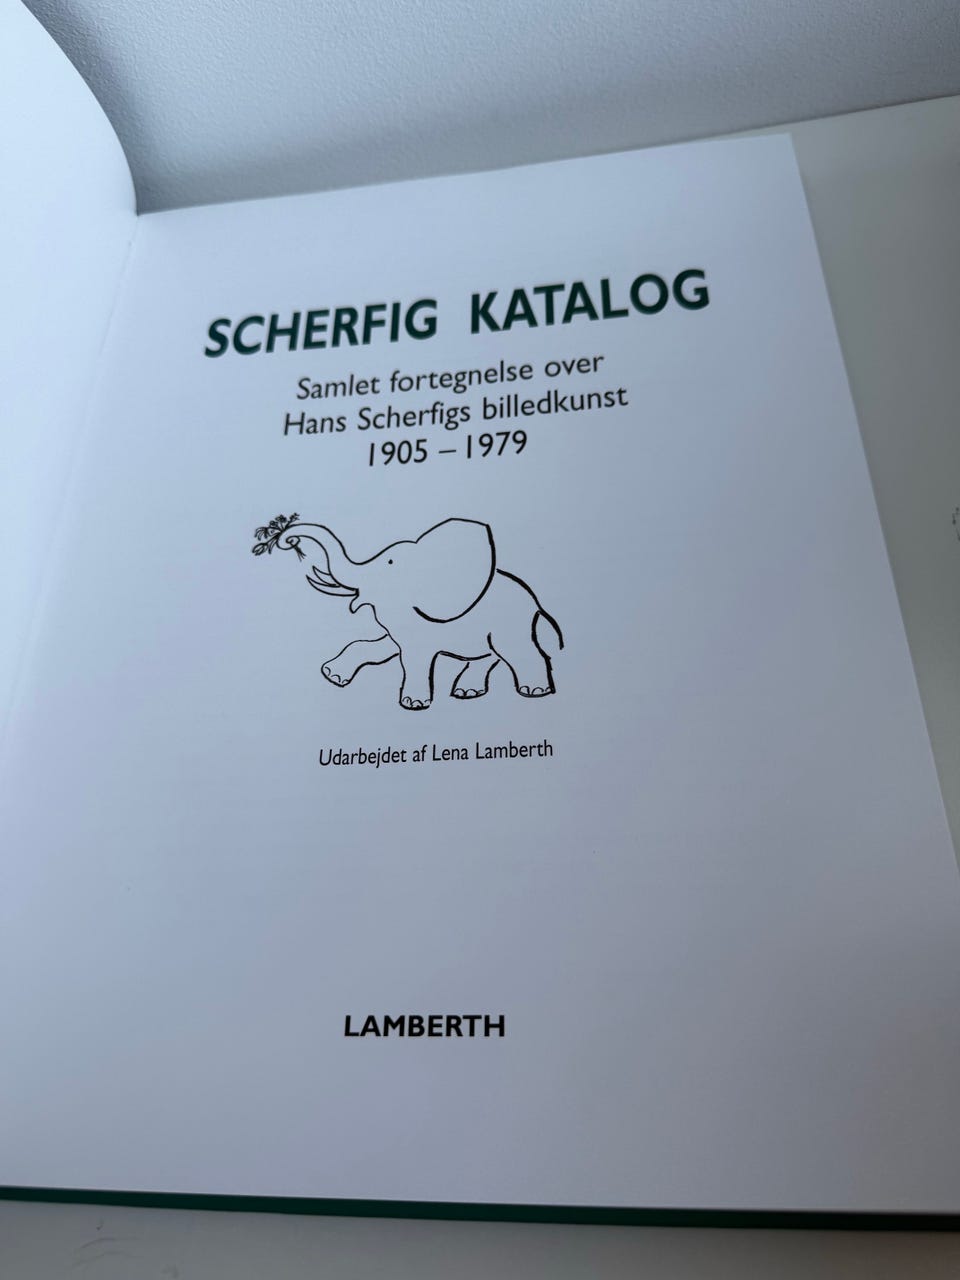 SCHERFIG KATALOG
Samlet fortegnelse over
Hans Scherfigs billedkunst
1905 – 1979
Udarbejdet af Lena Lamberth
LAMBERTH